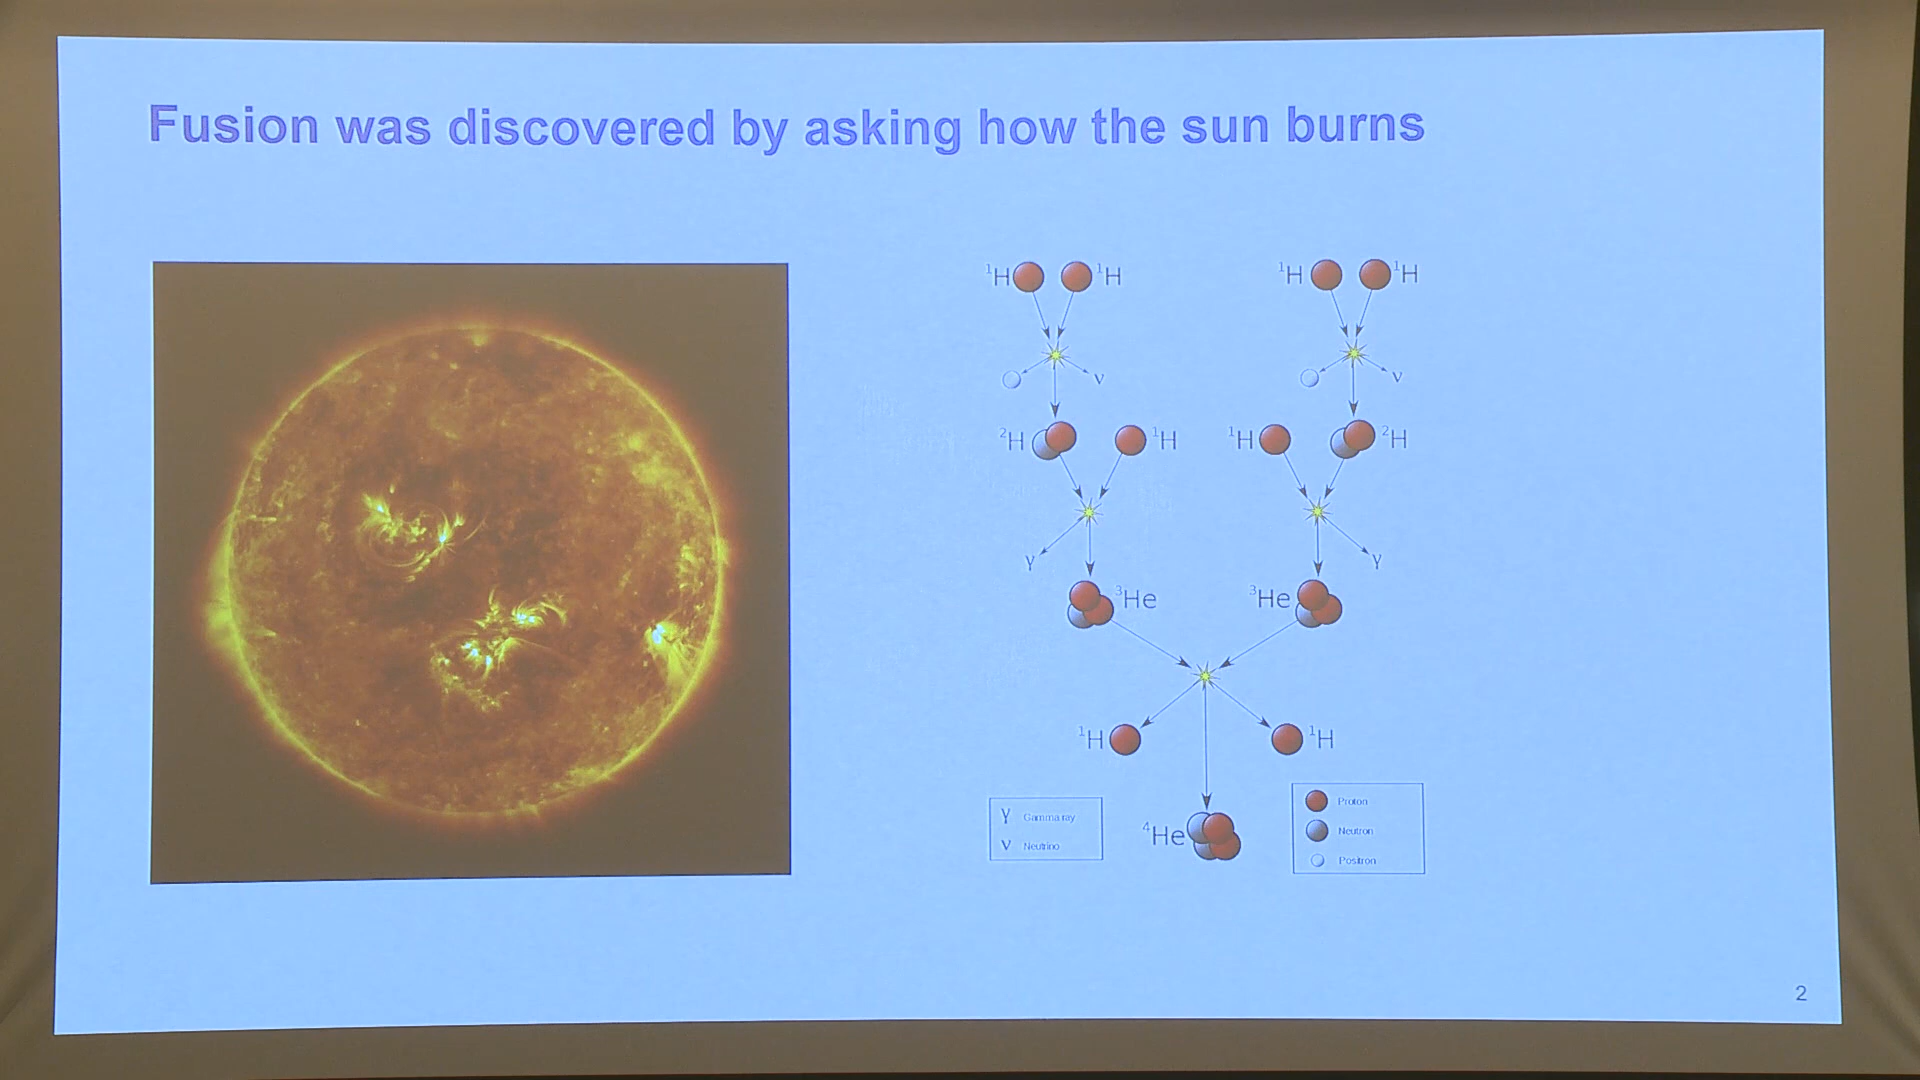 Fusion was discovered by asking how the sun burns
¹H ¹H ¹H ¹H
ν ν
²H ¹H ¹H ²H
γ γ
³He ³He
¹H ¹H
γ Gamma ray
ν Neutrino
⁴He
Proton
Neutron
Positron
2